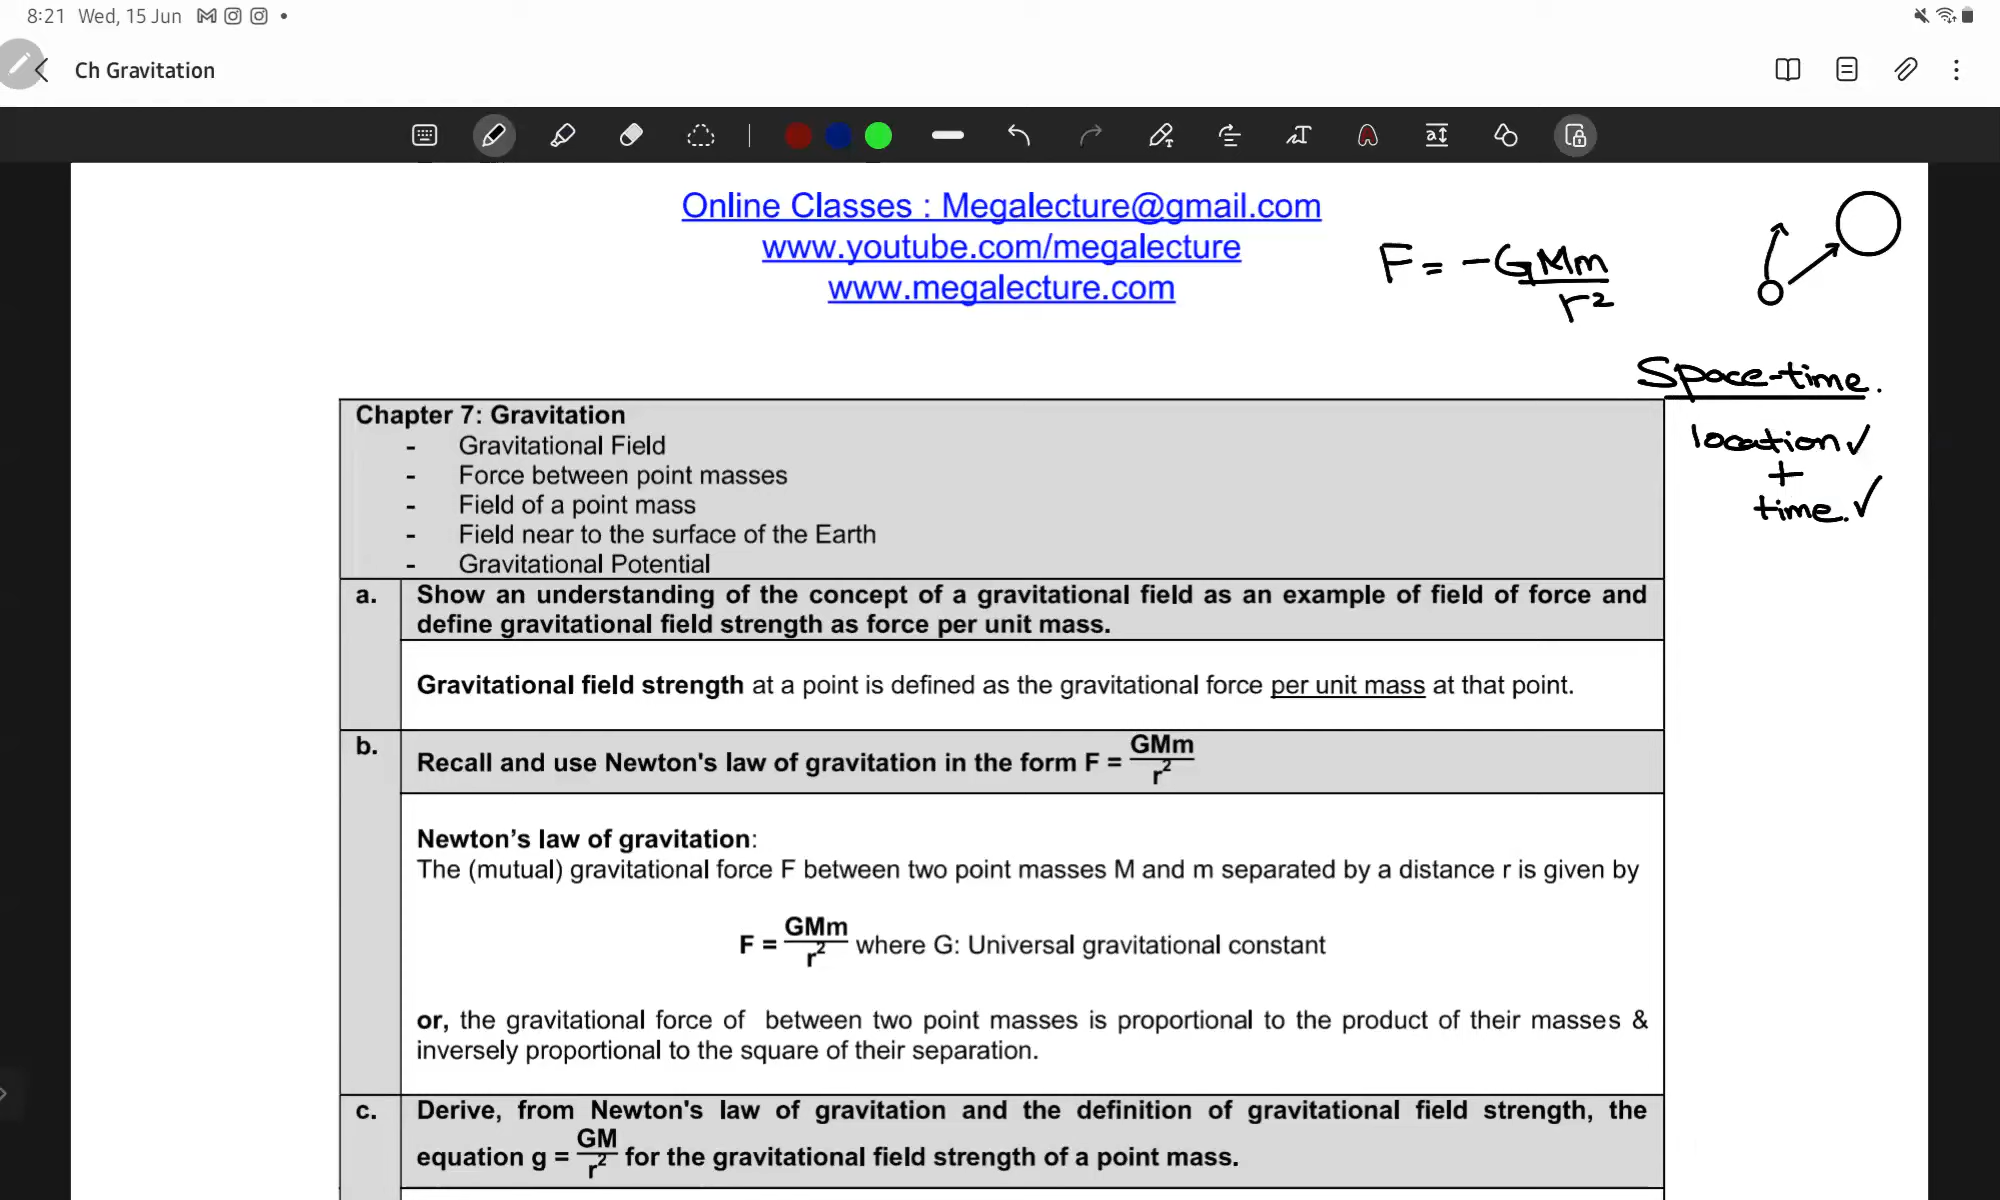 8:21 Wed, 15 Jun
Ch Gravitation
Online Classes : Megalecture@gmail.com
www.youtube.com/megalecture
www.megalecture.com
F = -GMm
r²
Space-time.
location✓
+
time.✓
Chapter 7: Gravitation
- Gravitational Field
- Force between point masses
- Field of a point mass
- Field near to the surface of the Earth
- Gravitational Potential
a. Show an understanding of the concept of a gravitational field as an example of field of force and
define gravitational field strength as force per unit mass.
Gravitational field strength at a point is defined as the gravitational force per unit mass at that point.
b. Recall and use Newton's law of gravitation in the form F = GMm/r²
Newton’s law of gravitation:
The (mutual) gravitational force F between two point masses M and m separated by a distance r is given by
F = GMm/r² where G: Universal gravitational constant
or, the gravitational force of between two point masses is proportional to the product of their masses &
inversely proportional to the square of their separation.
c. Derive, from Newton's law of gravitation and the definition of gravitational field strength, the
equation g = GM/r² for the gravitational field strength of a point mass.